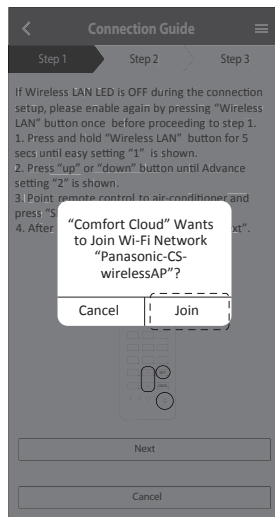 Connection Guide
Step 1
Step 2
Step 3
If Wireless LAN LED is OFF during the connection
setup, please enable again by pressing "Wireless
LAN" button once before proceeding to step 1.
1. Press and hold "Wireless LAN" button for 5
secs until easy setting "1" is shown.
2. Press "up" or "down" button until Advance
setting "2" is shown.
3. Point remote control to air-conditioner and
press "S
4. After
xt".
"Comfort Cloud" Wants
to Join Wi-Fi Network
"Panasonic-CS-
wirelessAP"?
Cancel
Join
Next
Cancel